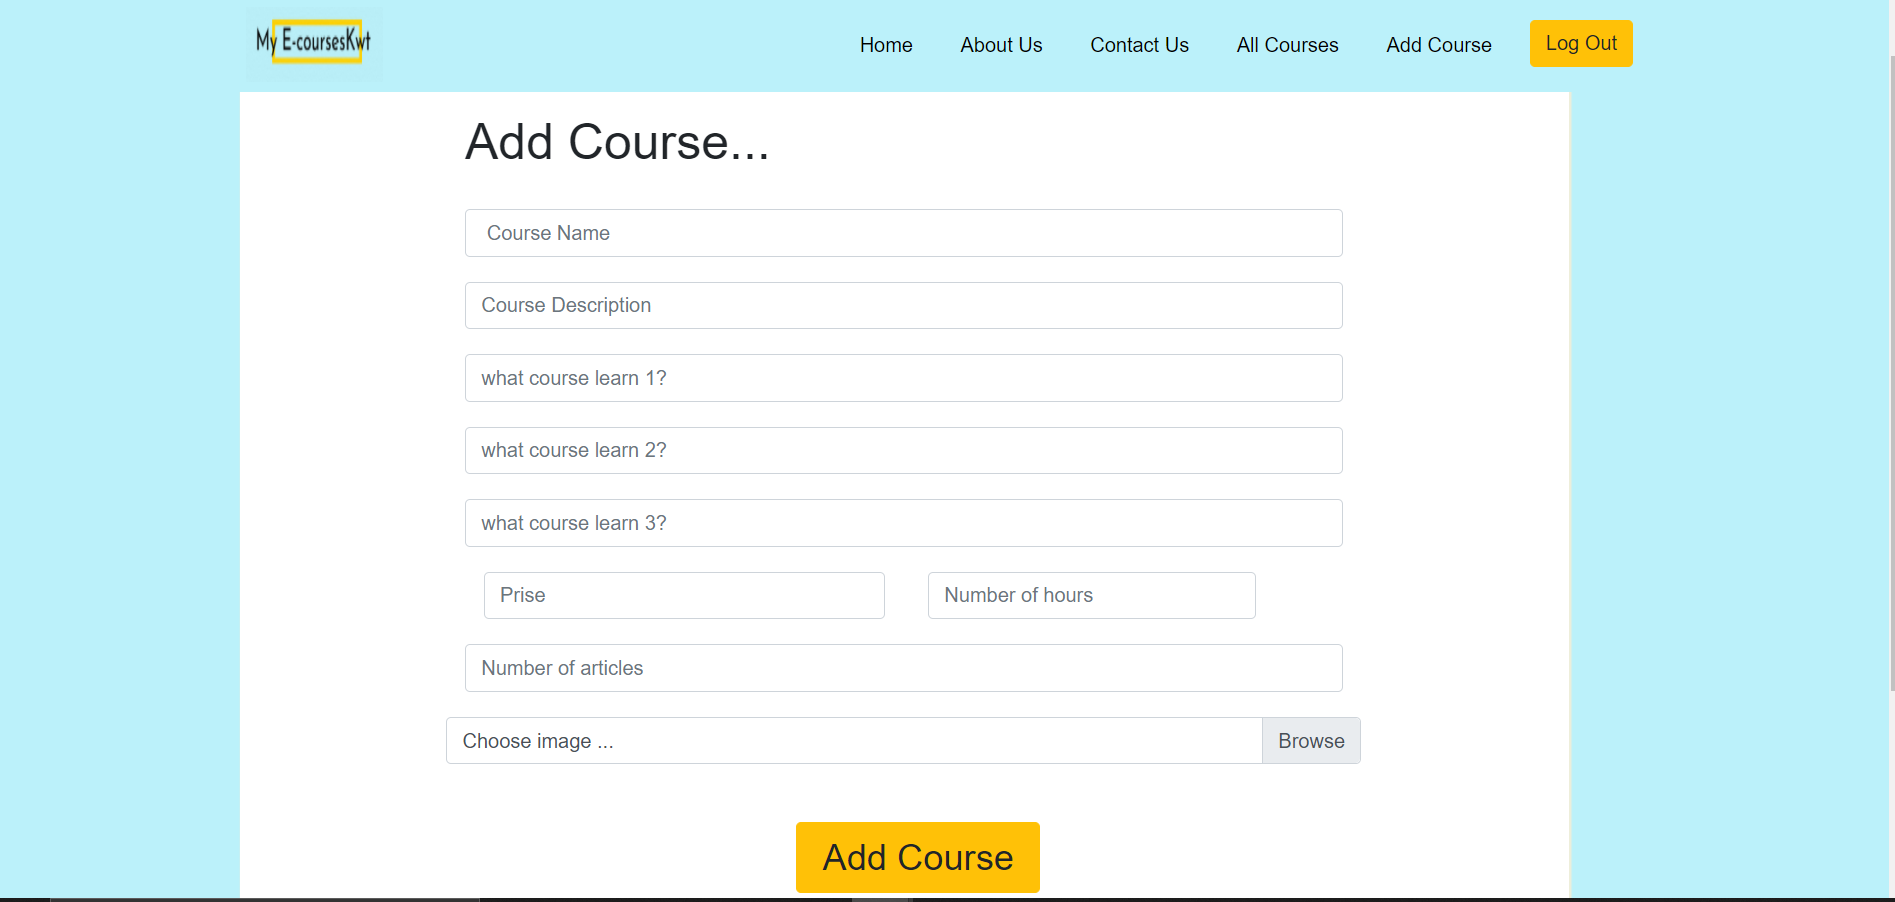 My E-coursesKwt
Home About Us Contact Us All Courses Add Course Log Out
Add Course...
Course Name
Course Description
what course learn 1?
what course learn 2?
what course learn 3?
Prise Number of hours
Number of articles
Choose image ... Browse
Add Course